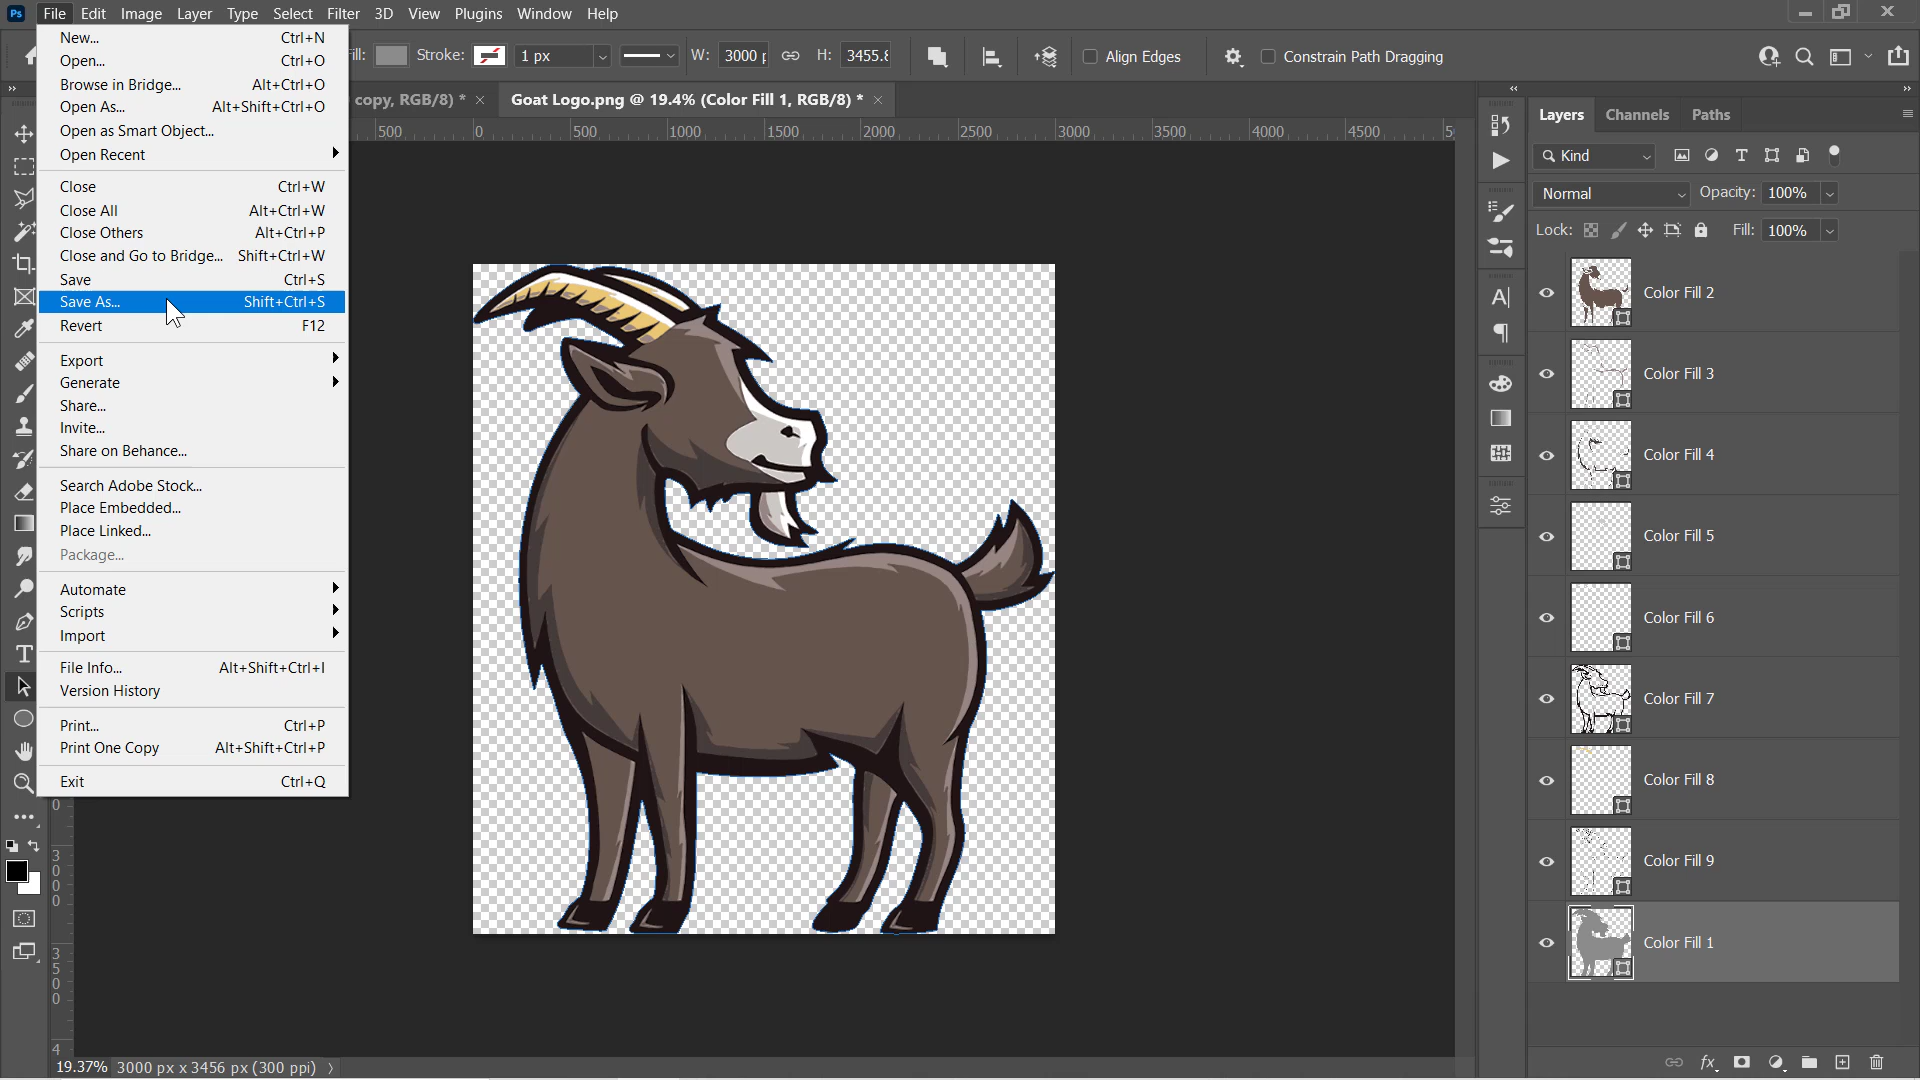 Ps File Edit Image Layer Type Select Filter 3D View Plugins Window Help
Fill: Stroke: 1 px W: 3000 p H: 3455.8 Align Edges Constrain Path Dragging
copy, RGB/8) * × Goat Logo.png @ 19.4% (Color Fill 1, RGB/8) * ×
500 0 500 1000 1500 2000 2500 3000 3500 4000 4500
New... Ctrl+N
Open... Ctrl+O
Browse in Bridge... Alt+Ctrl+O
Open As... Alt+Shift+Ctrl+O
Open as Smart Object...
Open Recent
Close Ctrl+W
Close All Alt+Ctrl+W
Close Others Alt+Ctrl+P
Close and Go to Bridge... Shift+Ctrl+W
Save Ctrl+S
Save As... Shift+Ctrl+S
Revert F12
Export
Generate
Share...
Invite...
Share on Behance...
Search Adobe Stock...
Place Embedded...
Place Linked...
Package...
Automate
Scripts
Import
File Info... Alt+Shift+Ctrl+I
Version History
Print... Ctrl+P
Print One Copy Alt+Shift+Ctrl+P
Exit Ctrl+Q
0
3000
3500
4
19.37% 3000 px x 3456 px (300 ppi)
Layers Channels Paths
Kind
Normal Opacity: 100%
Lock: Fill: 100%
Color Fill 2
Color Fill 3
Color Fill 4
Color Fill 5
Color Fill 6
Color Fill 7
Color Fill 8
Color Fill 9
Color Fill 1
fx